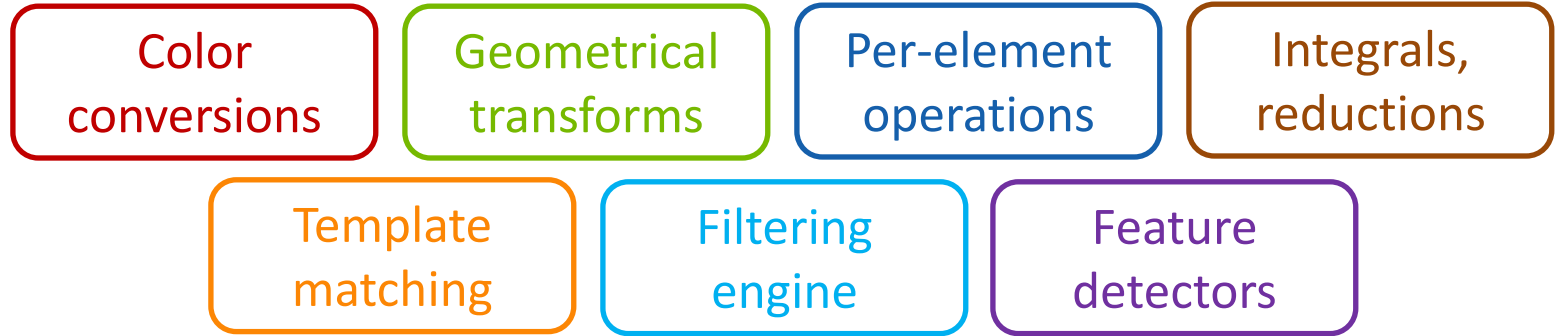 Color
conversions
Geometrical
transforms
Per-element
operations
Integrals,
reductions
Template
matching
Filtering
engine
Feature
detectors